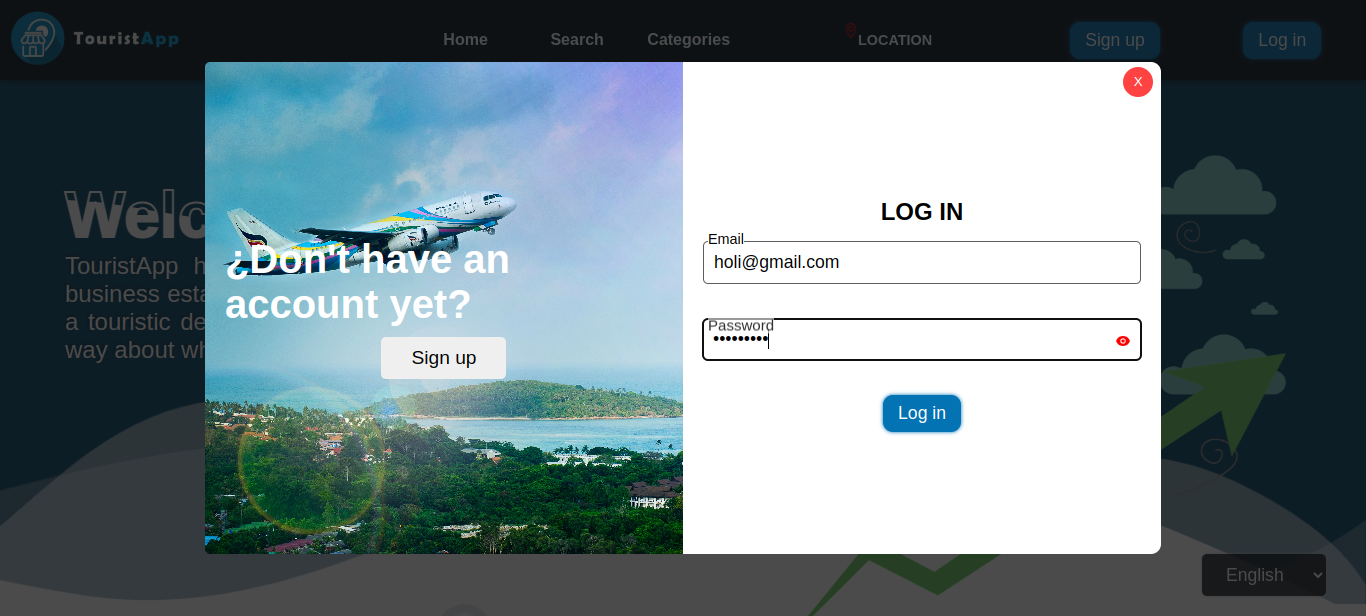 TouristApp
Home
Search
Categories
LOCATION
Sign up
Log in
Welc
TouristApp h
business esta
a touristic de
way about wh
¿Don't have an
account yet?
Sign up
X
LOG IN
Email
holi@gmail.com
Password
•••••••••
Log in
English